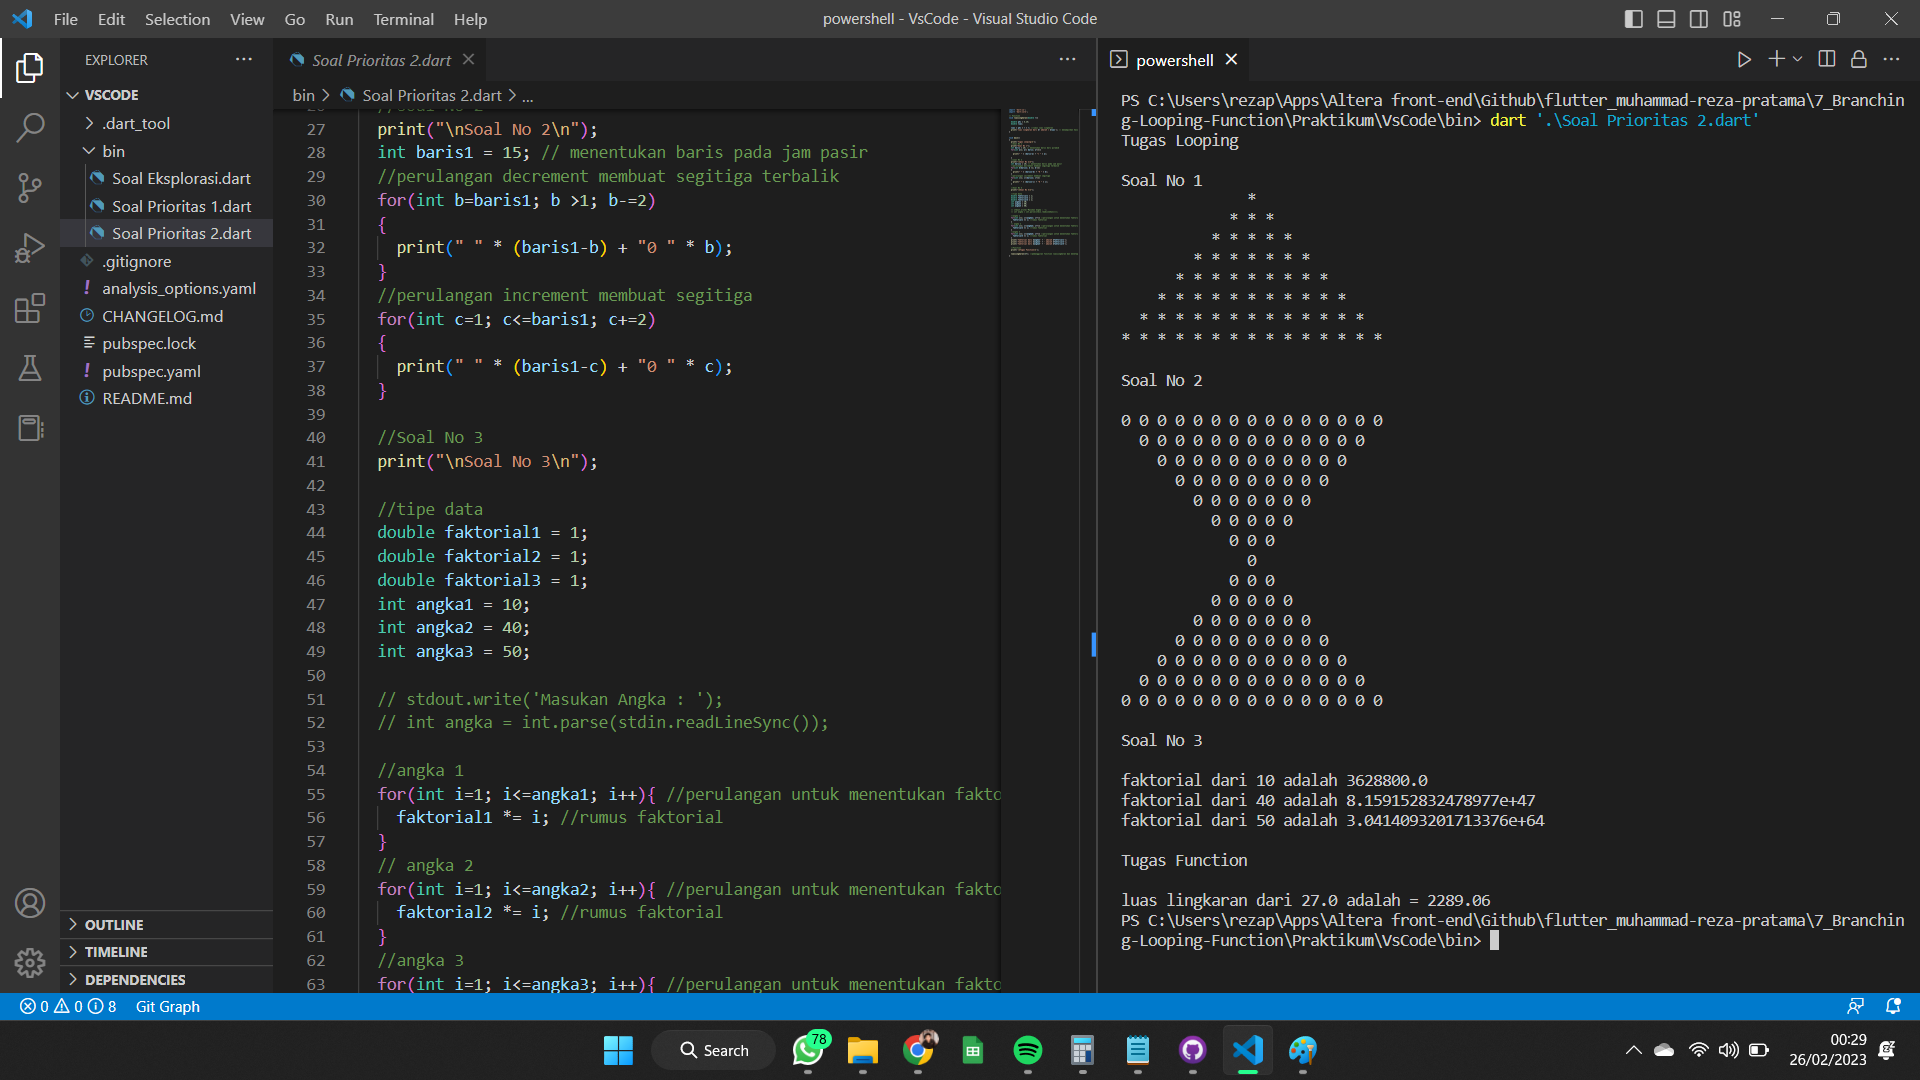 File Edit Selection View Go Run Terminal Help
powershell - VsCode - Visual Studio Code
EXPLORER
VSCODE
.dart_tool
bin
Soal Eksplorasi.dart
Soal Prioritas 1.dart
Soal Prioritas 2.dart
.gitignore
! analysis_options.yaml
CHANGELOG.md
pubspec.lock
! pubspec.yaml
README.md
OUTLINE
TIMELINE
DEPENDENCIES
Soal Prioritas 2.dart
bin > Soal Prioritas 2.dart > ...
27 print("\nSoal No 2\n");
28 int baris1 = 15; // menentukan baris pada jam pasir
29 //perulangan decrement membuat segitiga terbalik
30 for(int b=baris1; b >1; b-=2)
31 {
32 print(" " * (baris1-b) + "0 " * b);
33 }
34 //perulangan increment membuat segitiga
35 for(int c=1; c<=baris1; c+=2)
36 {
37 print(" " * (baris1-c) + "0 " * c);
38 }
39
40 //Soal No 3
41 print("\nSoal No 3\n");
42
43 //tipe data
44 double faktorial1 = 1;
45 double faktorial2 = 1;
46 double faktorial3 = 1;
47 int angka1 = 10;
48 int angka2 = 40;
49 int angka3 = 50;
50
51 // stdout.write('Masukan Angka : ');
52 // int angka = int.parse(stdin.readLineSync());
53
54 //angka 1
55 for(int i=1; i<=angka1; i++){ //perulangan untuk menentukan fakto
56 faktorial1 *= i; //rumus faktorial
57 }
58 // angka 2
59 for(int i=1; i<=angka2; i++){ //perulangan untuk menentukan fakto
60 faktorial2 *= i; //rumus faktorial
61 }
62 //angka 3
63 for(int i=1; i<=angka3; i++){ //perulangan untuk menentukan fakto
powershell
PS C:\Users\rezap\Apps\Altera front-end\Github\flutter_muhammad-reza-pratama\7_Branchin
g-Looping-Function\Praktikum\VsCode\bin> dart '.\Soal Prioritas 2.dart'
Tugas Looping
Soal No 1
*
* * *
* * * * *
* * * * * * *
* * * * * * * * *
* * * * * * * * * * *
* * * * * * * * * * * * *
* * * * * * * * * * * * * * *
Soal No 2
0 0 0 0 0 0 0 0 0 0 0 0 0 0 0
0 0 0 0 0 0 0 0 0 0 0 0 0
0 0 0 0 0 0 0 0 0 0 0
0 0 0 0 0 0 0 0 0
0 0 0 0 0 0 0
0 0 0 0 0
0 0 0
0
0 0 0
0 0 0 0 0
0 0 0 0 0 0 0
0 0 0 0 0 0 0 0 0
0 0 0 0 0 0 0 0 0 0 0
0 0 0 0 0 0 0 0 0 0 0 0 0
0 0 0 0 0 0 0 0 0 0 0 0 0 0 0
Soal No 3
faktorial dari 10 adalah 3628800.0
faktorial dari 40 adalah 8.159152832478977e+47
faktorial dari 50 adalah 3.0414093201713376e+64
Tugas Function
luas lingkaran dari 27.0 adalah = 2289.06
PS C:\Users\rezap\Apps\Altera front-end\Github\flutter_muhammad-reza-pratama\7_Branchin
g-Looping-Function\Praktikum\VsCode\bin>
0 0 8 Git Graph
Search
78
00:29
26/02/2023